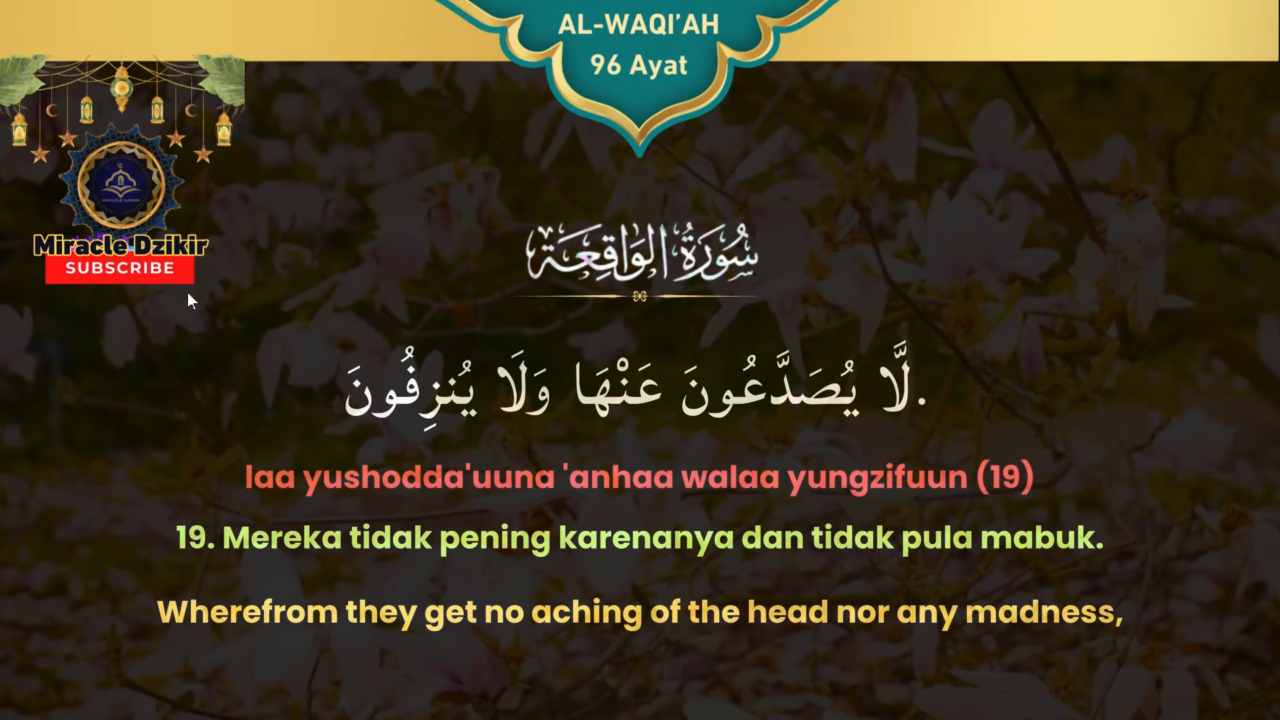 AL-WAQI'AH
96 Ayat
Miracle Dzikir
SUBSCRIBE
سُورَةُ الوَاقِعَة
لَّا يُصَدَّعُونَ عَنْهَا وَلَا يُنزِفُونَ.
laa yushodda'uuna 'anhaa walaa yungzifuun (19)
19. Mereka tidak pening karenanya dan tidak pula mabuk.
Wherefrom they get no aching of the head nor any madness,